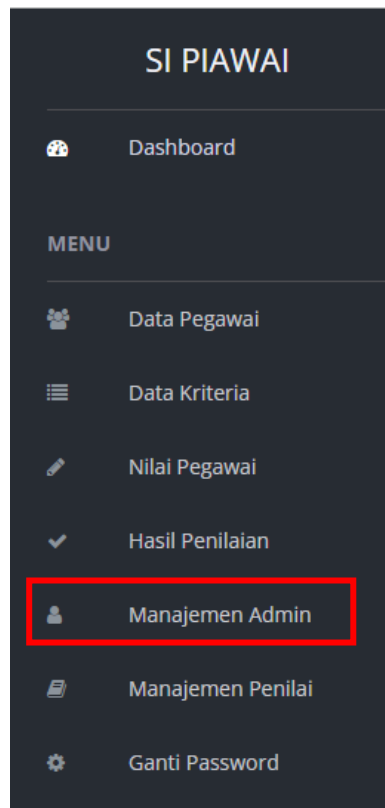 SI PIAWAI
Dashboard
MENU
Data Pegawai
Data Kriteria
Nilai Pegawai
Hasil Penilaian
Manajemen Admin
Manajemen Penilai
Ganti Password